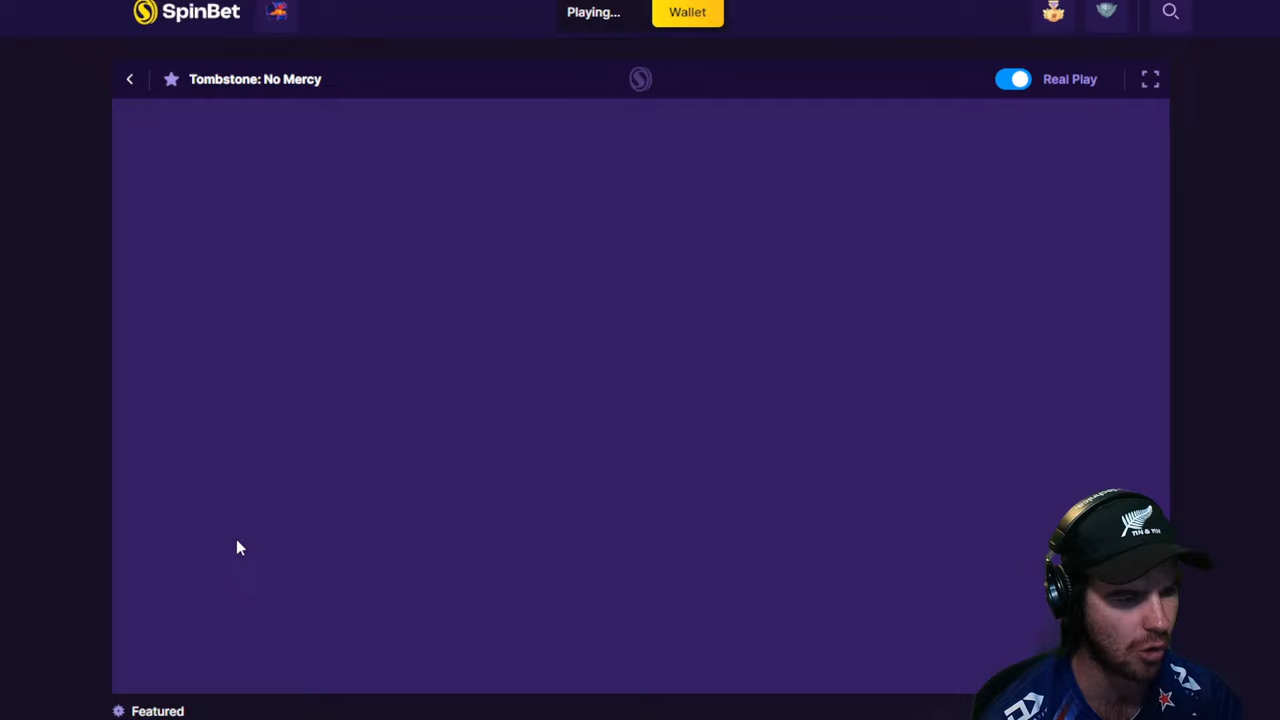 SpinBet
Playing...
Wallet
Tombstone: No Mercy
Real Play
Featured